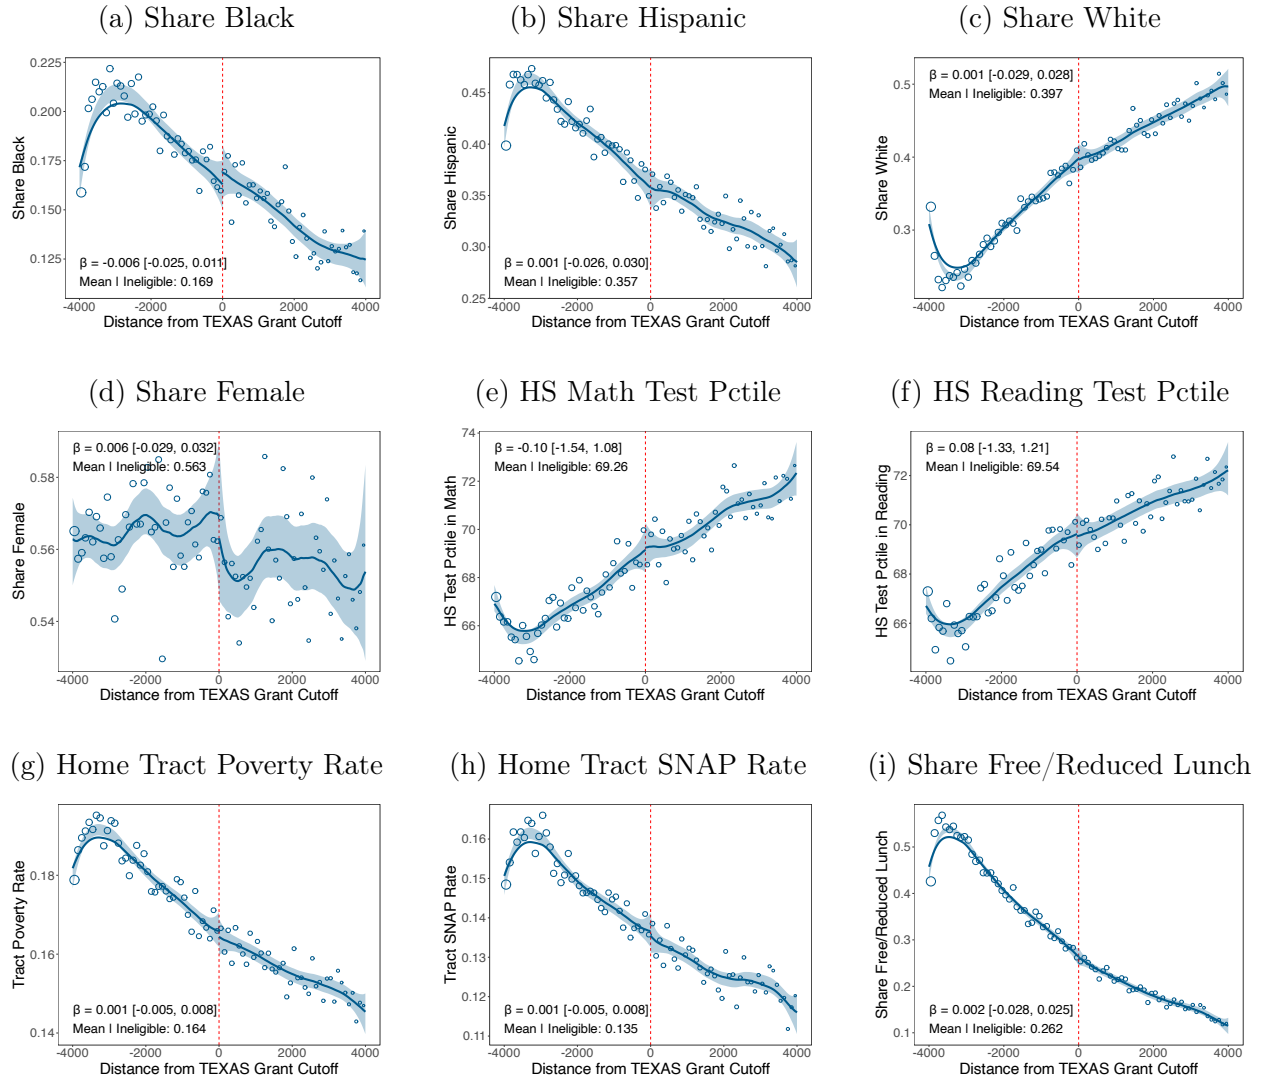 (a) Share Black
(b) Share Hispanic
(c) Share White
0.225
0.200
0.175
0.150
0.125
Share Black
β = -0.006 [-0.025, 0.011]
Mean | Ineligible: 0.169
-4000 -2000 0 2000 4000
Distance from TEXAS Grant Cutoff
0.45
0.40
0.35
0.30
0.25
Share Hispanic
β = 0.001 [-0.026, 0.030]
Mean | Ineligible: 0.357
-4000 -2000 0 2000 4000
Distance from TEXAS Grant Cutoff
0.5
0.4
0.3
Share White
β = 0.001 [-0.029, 0.028]
Mean | Ineligible: 0.397
-4000 -2000 0 2000 4000
Distance from TEXAS Grant Cutoff
(d) Share Female
(e) HS Math Test Pctile
(f) HS Reading Test Pctile
0.58
0.56
0.54
Share Female
β = 0.006 [-0.029, 0.032]
Mean | Ineligible: 0.563
-4000 -2000 0 2000 4000
Distance from TEXAS Grant Cutoff
74
72
70
68
66
HS Test Pctile in Math
β = -0.10 [-1.54, 1.08]
Mean | Ineligible: 69.26
-4000 -2000 0 2000 4000
Distance from TEXAS Grant Cutoff
72
70
68
66
HS Test Pctile in Reading
β = 0.08 [-1.33, 1.21]
Mean | Ineligible: 69.54
-4000 -2000 0 2000 4000
Distance from TEXAS Grant Cutoff
(g) Home Tract Poverty Rate
(h) Home Tract SNAP Rate
(i) Share Free/Reduced Lunch
0.18
0.16
0.14
Tract Poverty Rate
β = 0.001 [-0.005, 0.008]
Mean | Ineligible: 0.164
-4000 -2000 0 2000 4000
Distance from TEXAS Grant Cutoff
0.16
0.15
0.14
0.13
0.12
0.11
Tract SNAP Rate
β = 0.001 [-0.005, 0.008]
Mean | Ineligible: 0.135
-4000 -2000 0 2000 4000
Distance from TEXAS Grant Cutoff
0.5
0.4
0.3
0.2
0.1
Share Free/Reduced Lunch
β = 0.002 [-0.028, 0.025]
Mean | Ineligible: 0.262
-4000 -2000 0 2000 4000
Distance from TEXAS Grant Cutoff